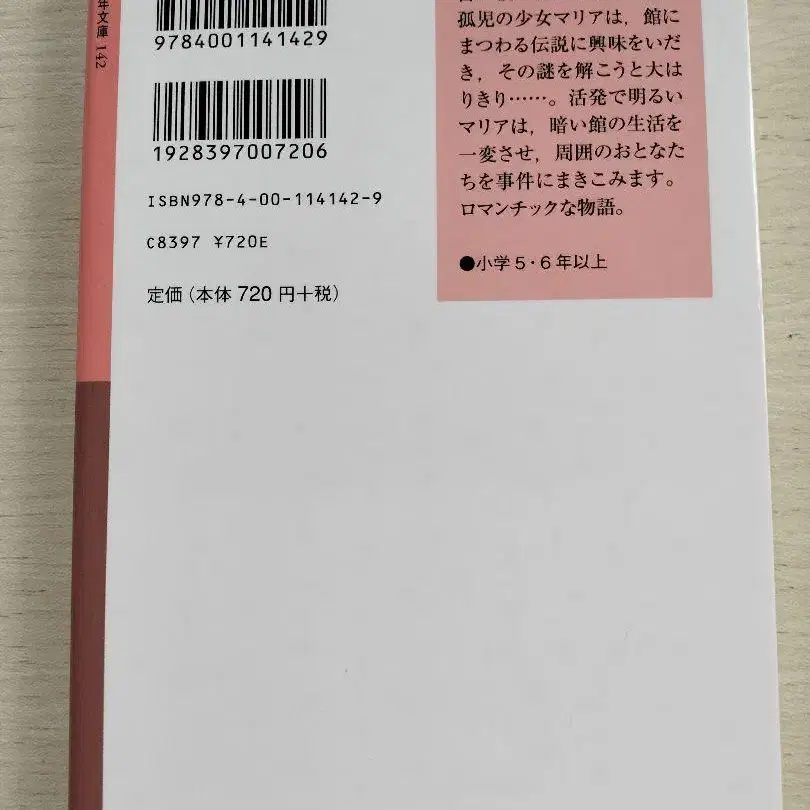 年文庫 142
9784001141429
1928397007206
ISBN978-4-00-114142-9
C8397 ¥720E
定価（本体 720 円＋税）
孤児の少女マリアは，館に
まつわる伝説に興味をいだ
き，その謎を解こうと大は
りきり……。活発で明るい
マリアは，暗い館の生活を
一変させ，周囲のおとなた
ちを事件にまきこみます。
ロマンチックな物語。
●小学5・6年以上